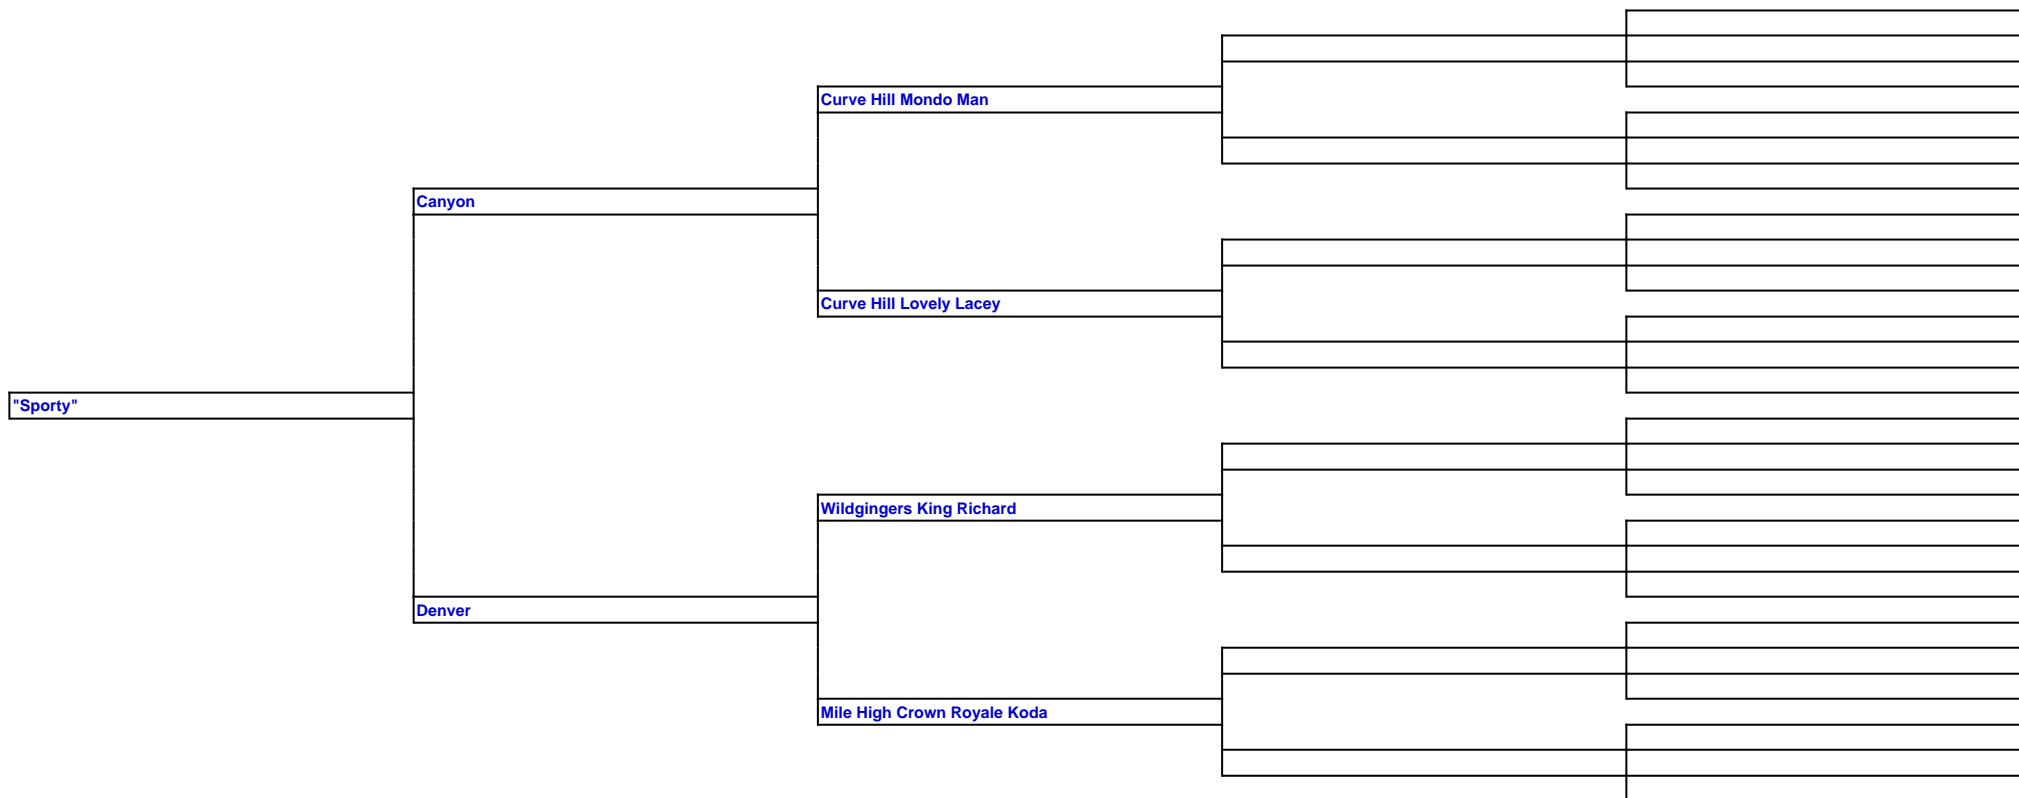 Curve Hill Mondo Man
Canyon
Curve Hill Lovely Lacey
"Sporty"
Wildgingers King Richard
Denver
Mile High Crown Royale Koda